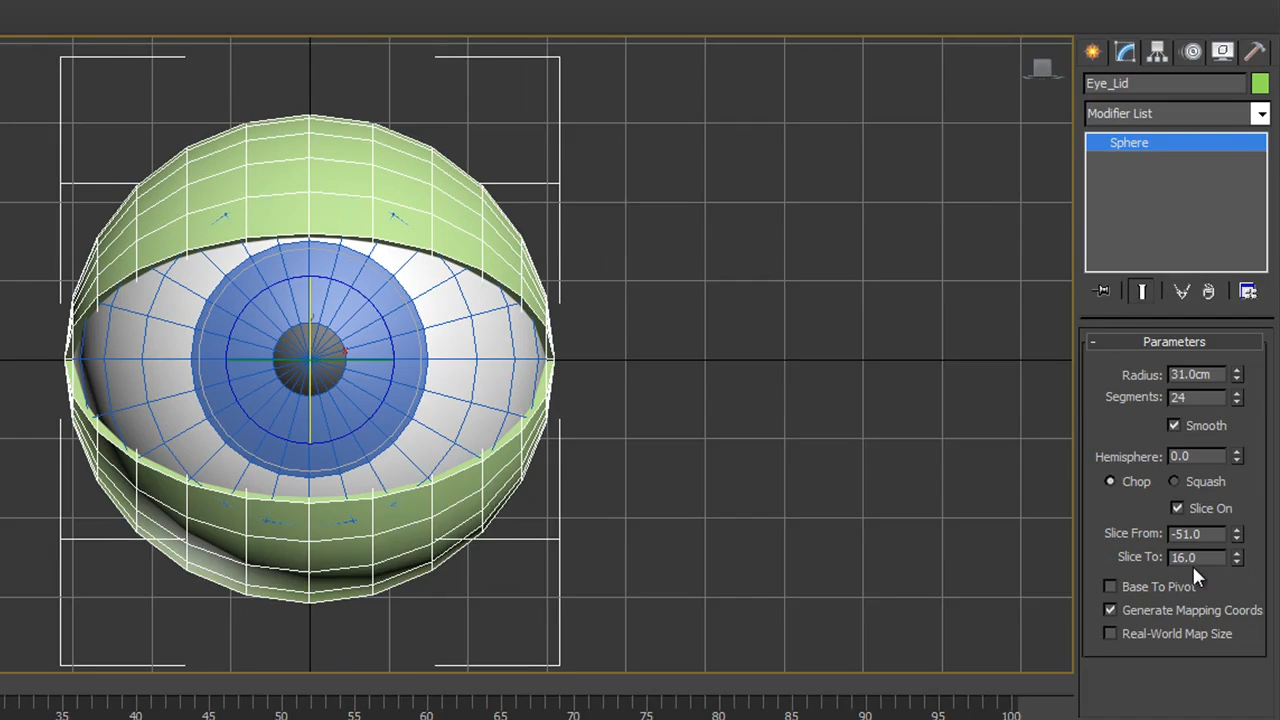 Eye_Lid
Modifier List
Sphere
- Parameters
Radius: 31.0cm
Segments: 24
Smooth
Hemisphere: 0.0
Chop Squash
Slice On
Slice From: -51.0
Slice To: 16.0
Base To Pivot
Generate Mapping Coords
Real-World Map Size
35 40 45 50 55 60 65 70 75 80 85 90 95 100